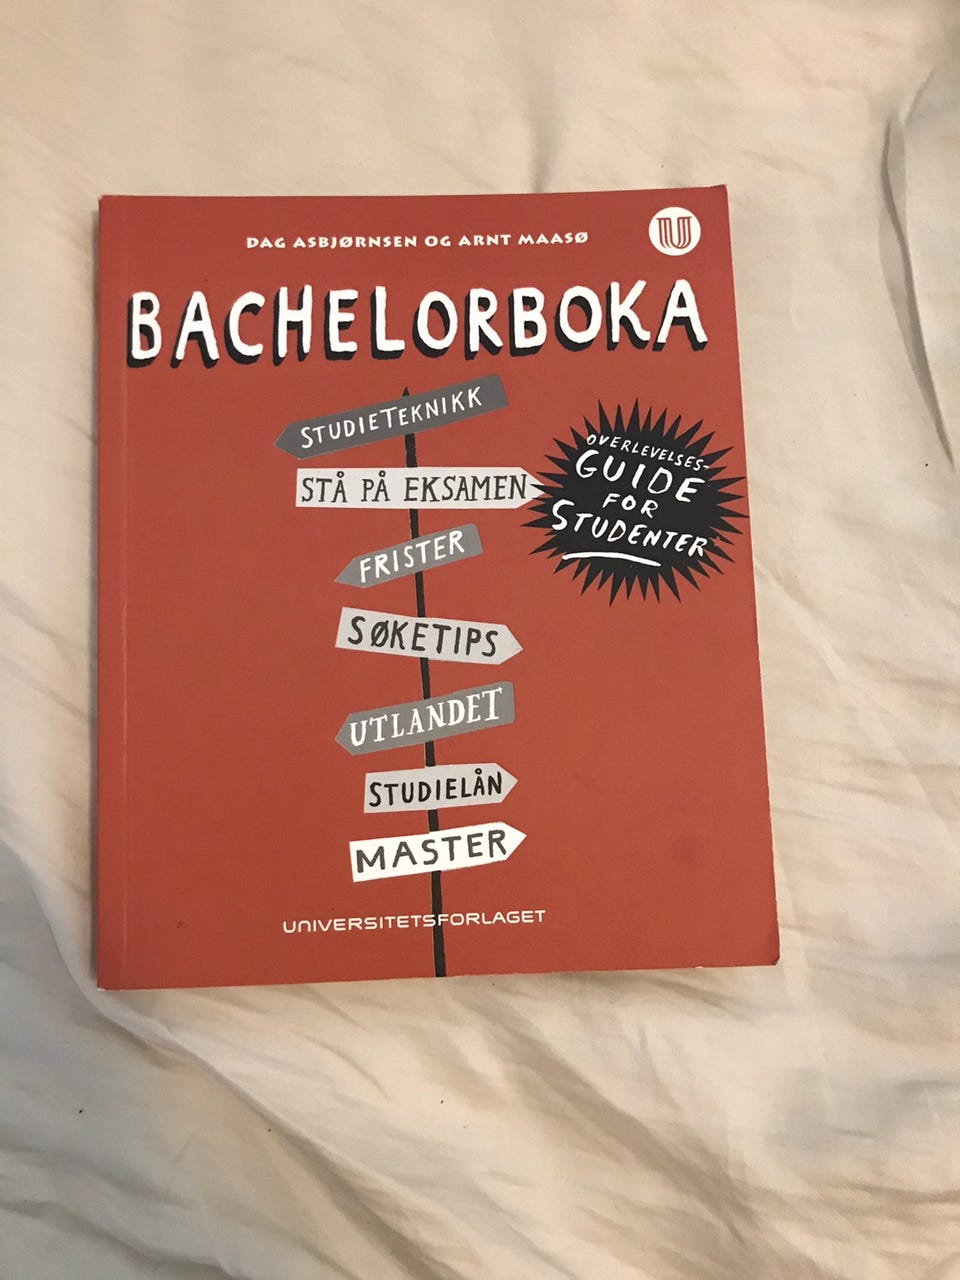 DAG ASBJØRNSEN OG ARNT MAASØ
U
BACHELORBOKA
STUDIETEKNIKK
STÅ PÅ EKSAMEN
OVERLEVELSES-
GUIDE
FOR
STUDENTER
FRISTER
SØKETIPS
UTLANDET
STUDIELÅN
MASTER
UNIVERSITETSFORLAGET